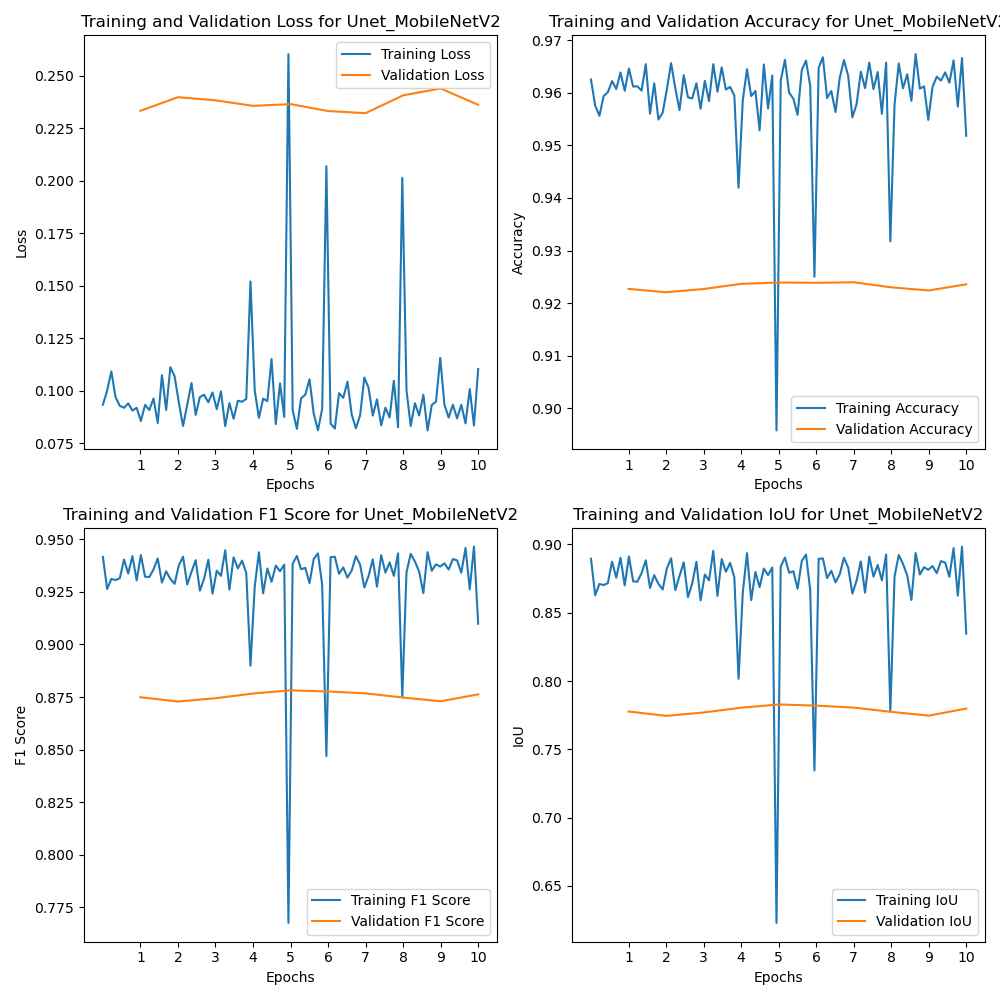 Training and Validation Loss for Unet_MobileNetV2
Training Loss
Validation Loss
0.250
0.225
0.200
0.175
0.150
0.125
0.100
0.075
Loss
1 2 3 4 5 6 7 8 9 10
Epochs
Training and Validation Accuracy for Unet_MobileNetV2
0.97
0.96
0.95
0.94
0.93
0.92
0.91
0.90
Accuracy
Training Accuracy
Validation Accuracy
1 2 3 4 5 6 7 8 9 10
Epochs
Training and Validation F1 Score for Unet_MobileNetV2
0.950
0.925
0.900
0.875
0.850
0.825
0.800
0.775
F1 Score
Training F1 Score
Validation F1 Score
1 2 3 4 5 6 7 8 9 10
Epochs
Training and Validation IoU for Unet_MobileNetV2
0.90
0.85
0.80
0.75
0.70
0.65
IoU
Training IoU
Validation IoU
1 2 3 4 5 6 7 8 9 10
Epochs